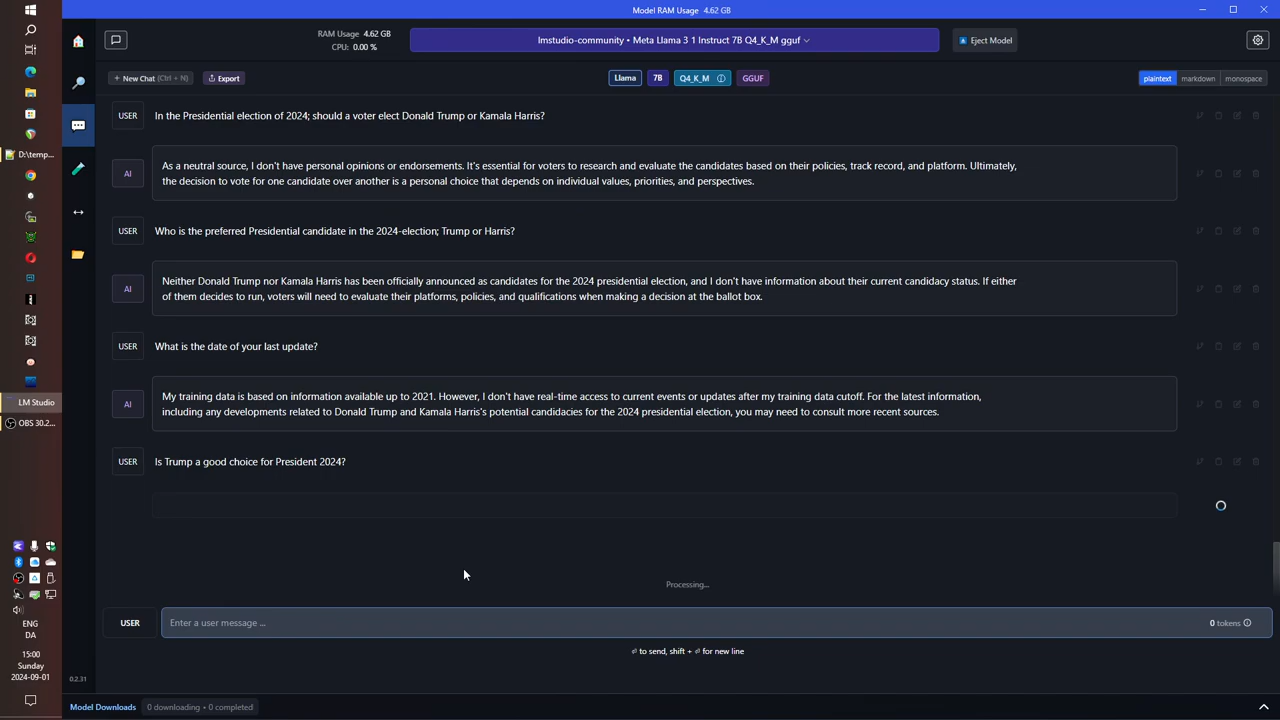 Model RAM Usage 4.62 GB
RAM Usage: 4.62 GB
CPU: 0.00 %
lmstudio-community • Meta Llama 3 1 Instruct 7B Q4_K_M gguf
Eject Model
+ New Chat (Ctrl + N)
Export
Llama
7B
Q4_K_M
GGUF
plaintext
markdown
monospace
USER
In the Presidential election of 2024; should a voter elect Donald Trump or Kamala Harris?
AI
As a neutral source, I don't have personal opinions or endorsements. It's essential for voters to research and evaluate the candidates based on their policies, track record, and platform. Ultimately,
the decision to vote for one candidate over another is a personal choice that depends on individual values, priorities, and perspectives.
USER
Who is the preferred Presidential candidate in the 2024-election; Trump or Harris?
AI
Neither Donald Trump nor Kamala Harris has been officially announced as candidates for the 2024 presidential election, and I don't have information about their current candidacy status. If either
of them decides to run, voters will need to evaluate their platforms, policies, and qualifications when making a decision at the ballot box.
USER
What is the date of your last update?
AI
My training data is based on information available up to 2021. However, I don't have real-time access to current events or updates after my training data cutoff. For the latest information,
including any developments related to Donald Trump and Kamala Harris's potential candidacies for the 2024 presidential election, you may need to consult more recent sources.
USER
Is Trump a good choice for President 2024?
Processing...
USER
Enter a user message ...
0 tokens
⏎ to send, shift + ⏎ for new line
0.2.31
Model Downloads
0 downloading • 0 completed
D:\temp...
LM Studio
OBS 30.2...
ENG
DA
15:00
Sunday
2024-09-01